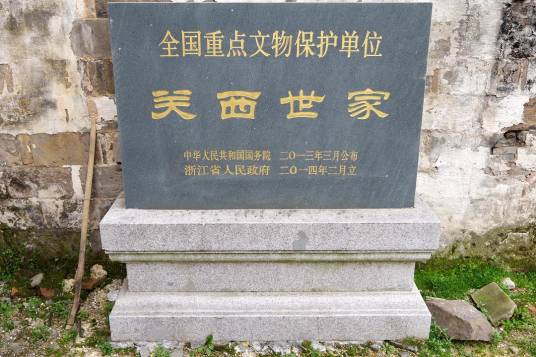 全国重点文物保护单位
关西世家
中华人民共和国国务院 二〇一三年三月公布
浙江省人民政府 二〇一四年二月立